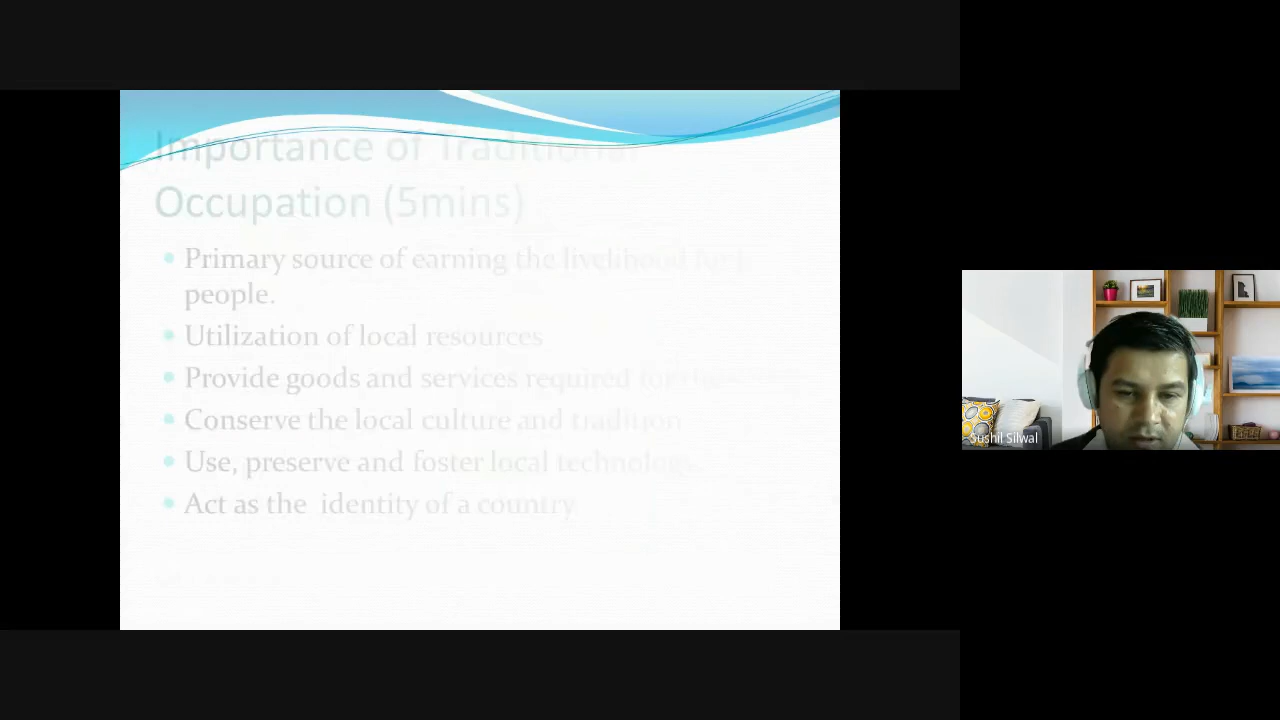 Importance of Traditional
Occupation (5mins)
Primary source of earning the livelihood for
people.
Utilization of local resources
Provide goods and services required for the
Conserve the local culture and tradition
Use, preserve and foster local technology.
Act as the identity of a country
Sushil Silwal